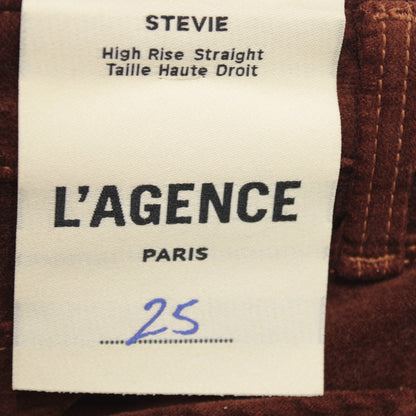 STEVIE
High Rise Straight
Taille Haute Droit
L'AGENCE
PARIS
25